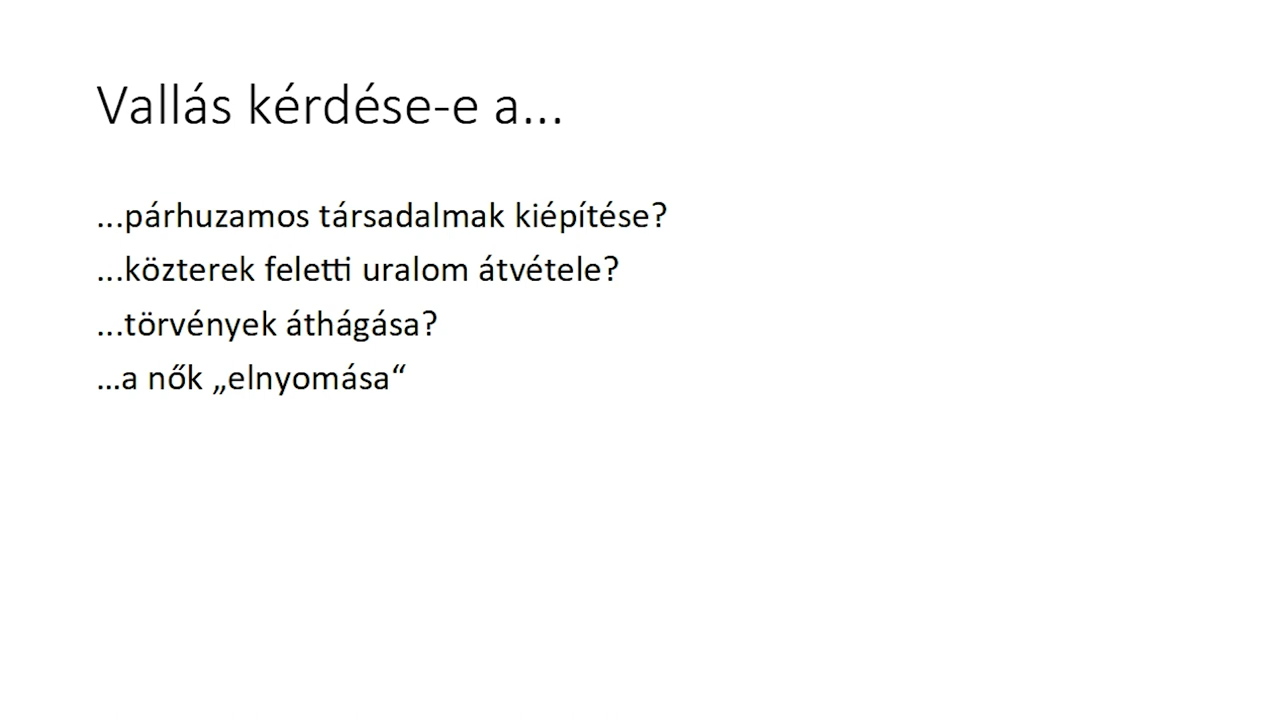 Vallás kérdése-e a...
...párhuzamos társadalmak kiépítése?
...közterek feletti uralom átvétele?
...törvények áthágása?
...a nők „elnyomása“